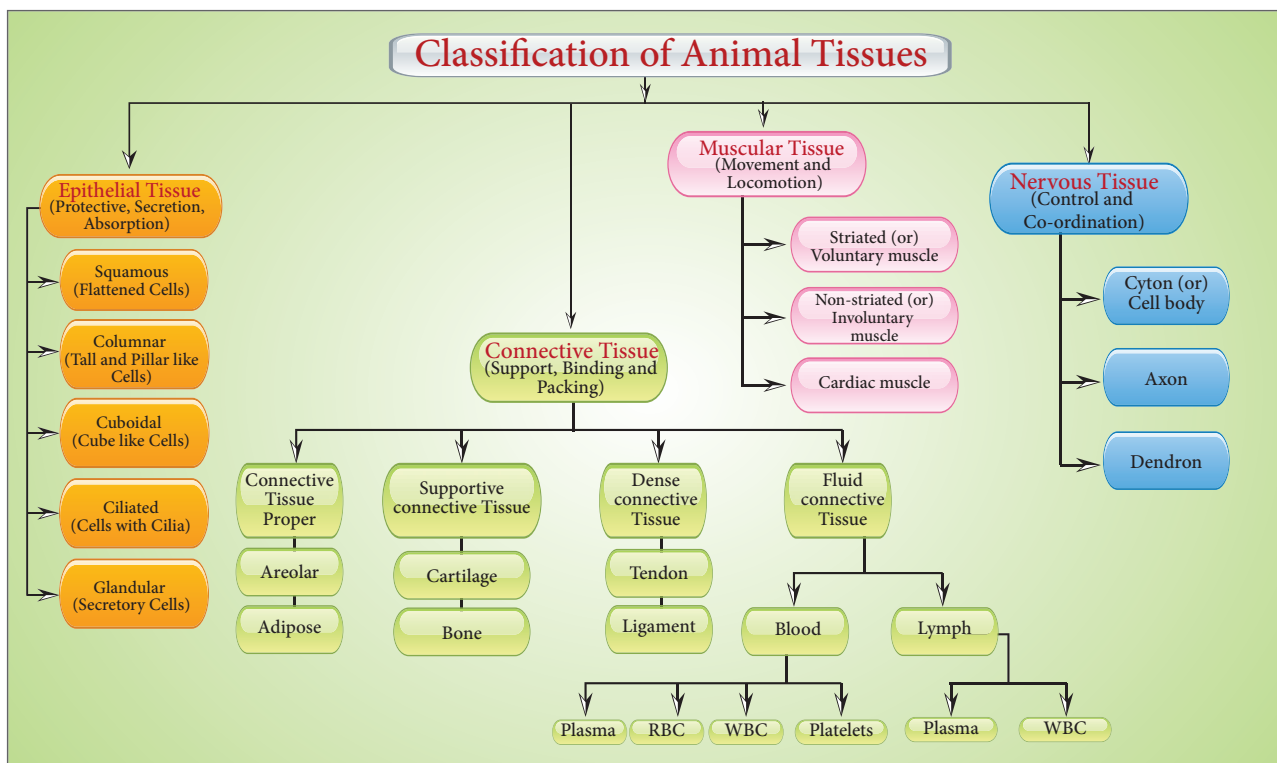 Classification of Animal Tissues
Epithelial Tissue
(Protective, Secretion,
Absorption)
Squamous
(Flattened Cells)
Columnar
(Tall and Pillar like
Cells)
Cuboidal
(Cube like Cells)
Ciliated
(Cells with Cilia)
Glandular
(Secretory Cells)
Connective Tissue
(Support, Binding and
Packing)
Connective
Tissue
Proper
Areolar
Adipose
Supportive
connective Tissue
Cartilage
Bone
Dense
connective
Tissue
Tendon
Ligament
Fluid
connective
Tissue
Blood
Plasma
RBC
WBC
Platelets
Lymph
Plasma
WBC
Muscular Tissue
(Movement and
Locomotion)
Striated (or)
Voluntary muscle
Non-striated (or)
Involuntary
muscle
Cardiac muscle
Nervous Tissue
(Control and
Co-ordination)
Cyton (or)
Cell body
Axon
Dendron